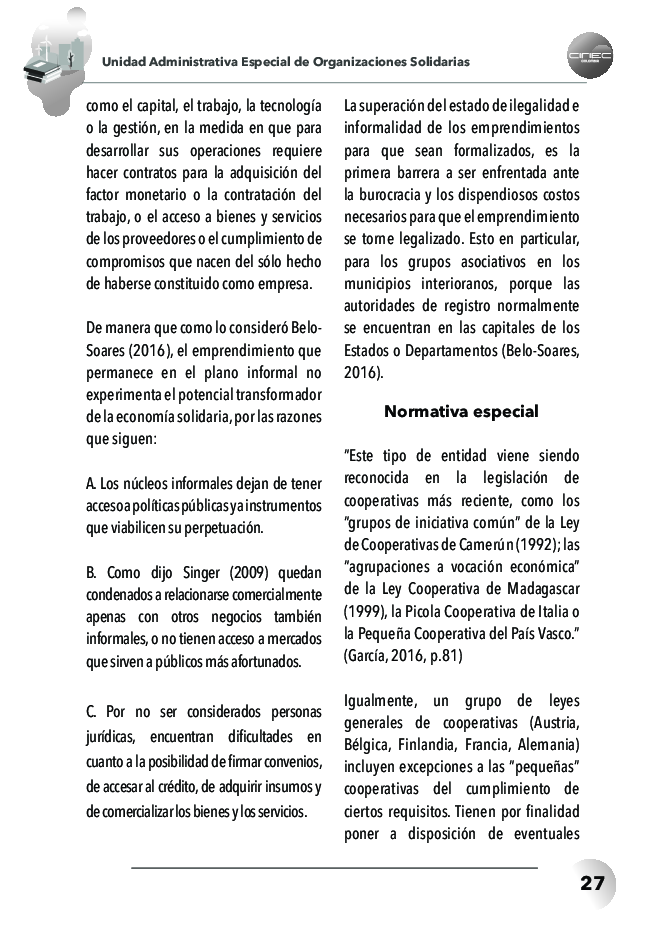 Unidad Administrativa Especial de Organizaciones Solidarias
CINEC
COLOMBIA
como el capital, el trabajo, la tecnología
o la gestión, en la medida en que para
desarrollar sus operaciones requiere
hacer contratos para la adquisición del
factor monetario o la contratación del
trabajo, o el acceso a bienes y servicios
de los proveedores o el cumplimiento de
compromisos que nacen del sólo hecho
de haberse constituido como empresa.
De manera que como lo consideró Belo-
Soares (2016), el emprendimiento que
permanece en el plano informal no
experimenta el potencial transformador
de la economía solidaria, por las razones
que siguen:
A. Los núcleos informales dejan de tener
acceso a políticas públicas y a instrumentos
que viabilicen su perpetuación.
B. Como dijo Singer (2009) quedan
condenados a relacionarse comercialmente
apenas con otros negocios también
informales, o no tienen acceso a mercados
que sirven a públicos más afortunados.
C. Por no ser considerados personas
jurídicas, encuentran dificultades en
cuanto a la posibilidad de firmar convenios,
de accesar al crédito, de adquirir insumos y
de comercializar los bienes y los servicios.
La superación del estado de ilegalidad e
informalidad de los emprendimientos
para que sean formalizados, es la
primera barrera a ser enfrentada ante
la burocracia y los dispendiosos costos
necesarios para que el emprendimiento
se torne legalizado. Esto en particular,
para los grupos asociativos en los
municipios interioranos, porque las
autoridades de registro normalmente
se encuentran en las capitales de los
Estados o Departamentos (Belo-Soares,
2016).
Normativa especial
"Este tipo de entidad viene siendo
reconocida en la legislación de
cooperativas más reciente, como los
"grupos de iniciativa común" de la Ley
de Cooperativas de Camerún (1992); las
"agrupaciones a vocación económica"
de la Ley Cooperativa de Madagascar
(1999), la Picola Cooperativa de Italia o
la Pequeña Cooperativa del País Vasco."
(García, 2016, p.81)
Igualmente, un grupo de leyes
generales de cooperativas (Austria,
Bélgica, Finlandia, Francia, Alemania)
incluyen excepciones a las "pequeñas"
cooperativas del cumplimiento de
ciertos requisitos. Tienen por finalidad
poner a disposición de eventuales
27